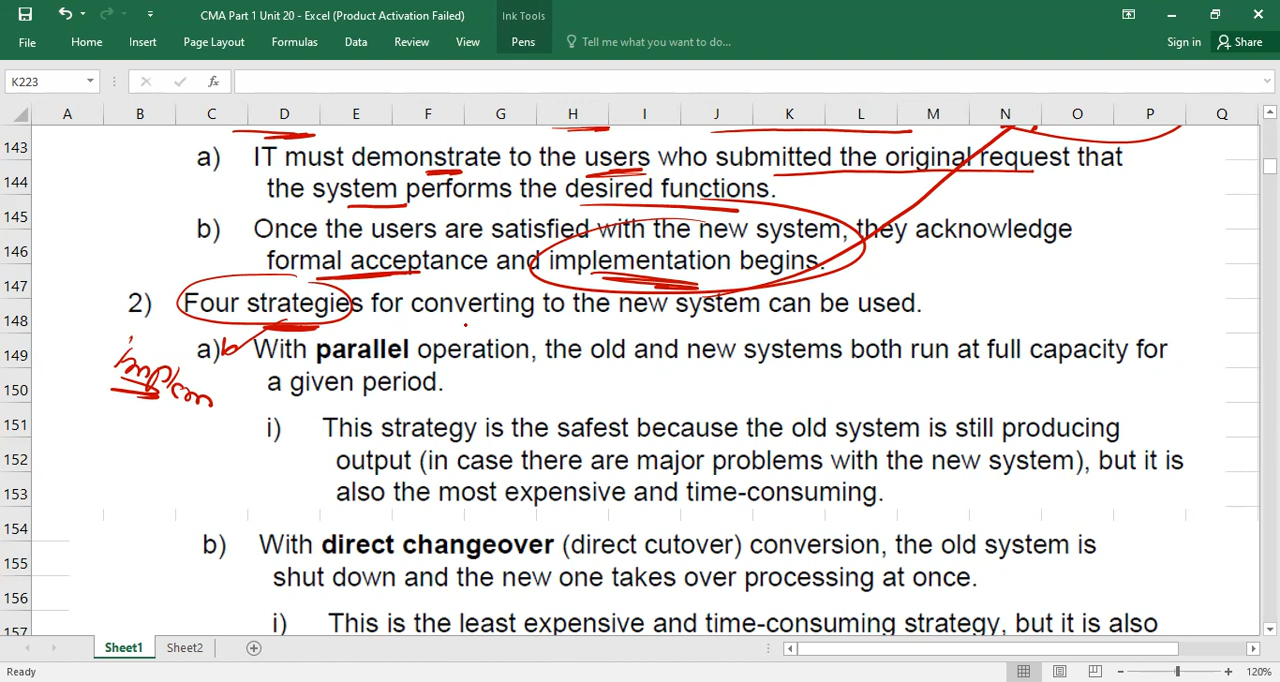 CMA Part 1 Unit 20 - Excel (Product Activation Failed)
Ink Tools
File Home Insert Page Layout Formulas Data Review View Pens Tell me what you want to do... Sign in Share
K223
fx
A B C D E F G H I J K L M N O P Q
143
144
145
146
147
148
149
150
151
152
153
154
155
156
157
a) IT must demonstrate to the users who submitted the original request that
the system performs the desired functions.
b) Once the users are satisfied with the new system, they acknowledge
formal acceptance and implementation begins.
2) Four strategies for converting to the new system can be used.
a) With parallel operation, the old and new systems both run at full capacity for
a given period.
i) This strategy is the safest because the old system is still producing
output (in case there are major problems with the new system), but it is
also the most expensive and time-consuming.
b) With direct changeover (direct cutover) conversion, the old system is
shut down and the new one takes over processing at once.
i) This is the least expensive and time-consuming strategy, but it is also
Sheet1 Sheet2
Ready
120%